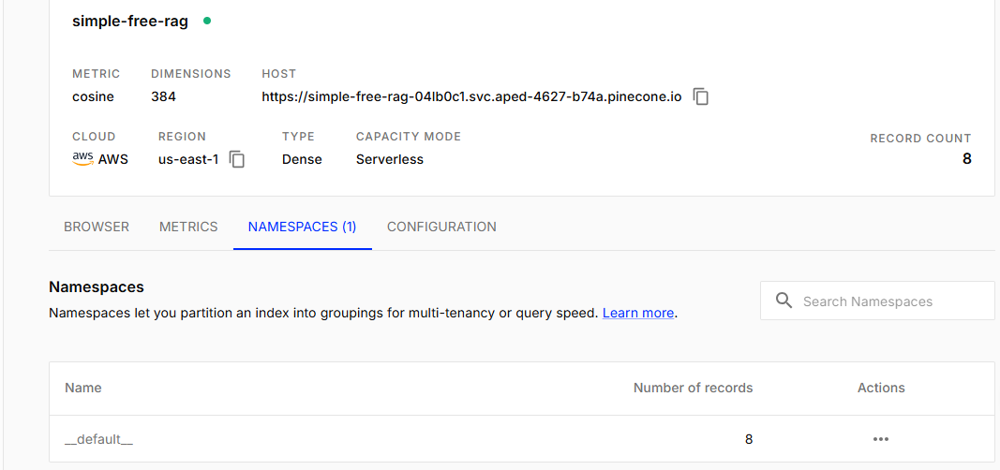 simple-free-rag
METRIC DIMENSIONS HOST
cosine 384 https://simple-free-rag-04lb0c1.svc.aped-4627-b74a.pinecone.io
CLOUD REGION TYPE CAPACITY MODE RECORD COUNT
aws AWS us-east-1 Dense Serverless 8
BROWSER METRICS NAMESPACES (1) CONFIGURATION
Namespaces
Namespaces let you partition an index into groupings for multi-tenancy or query speed. Learn more.
Search Namespaces
Name Number of records Actions
__default__ 8